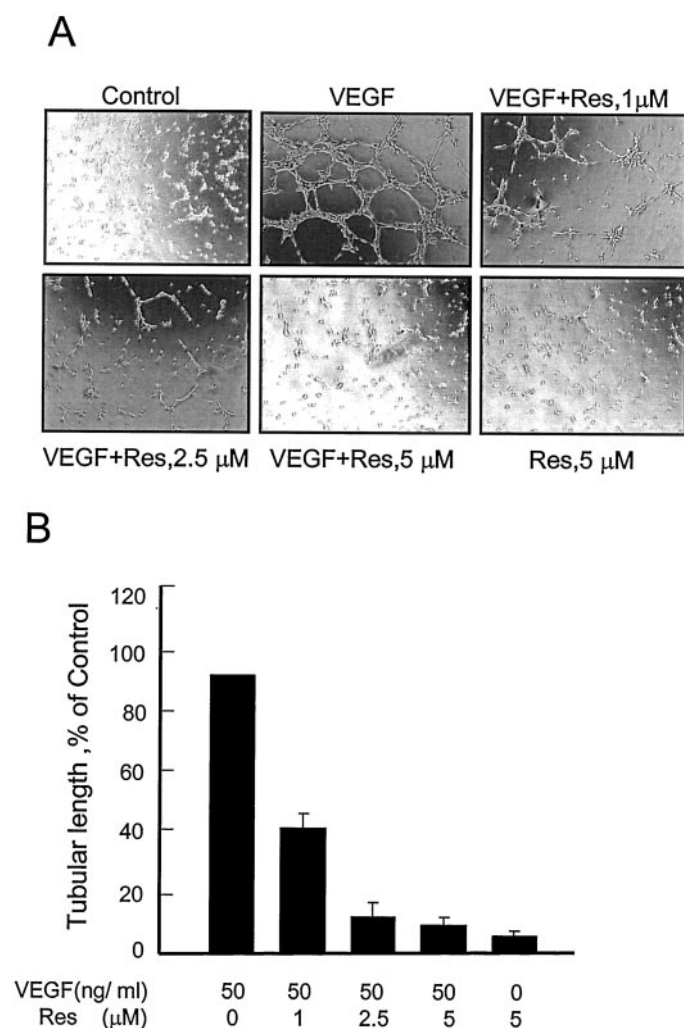 A
Control VEGF VEGF+Res,1μM
VEGF+Res,2.5 μM VEGF+Res,5 μM Res,5 μM
B
Tubular length ,% of Control
120
100
80
60
40
20
0
VEGF(ng/ ml) 50 50 50 50 0
Res (μM) 0 1 2.5 5 5